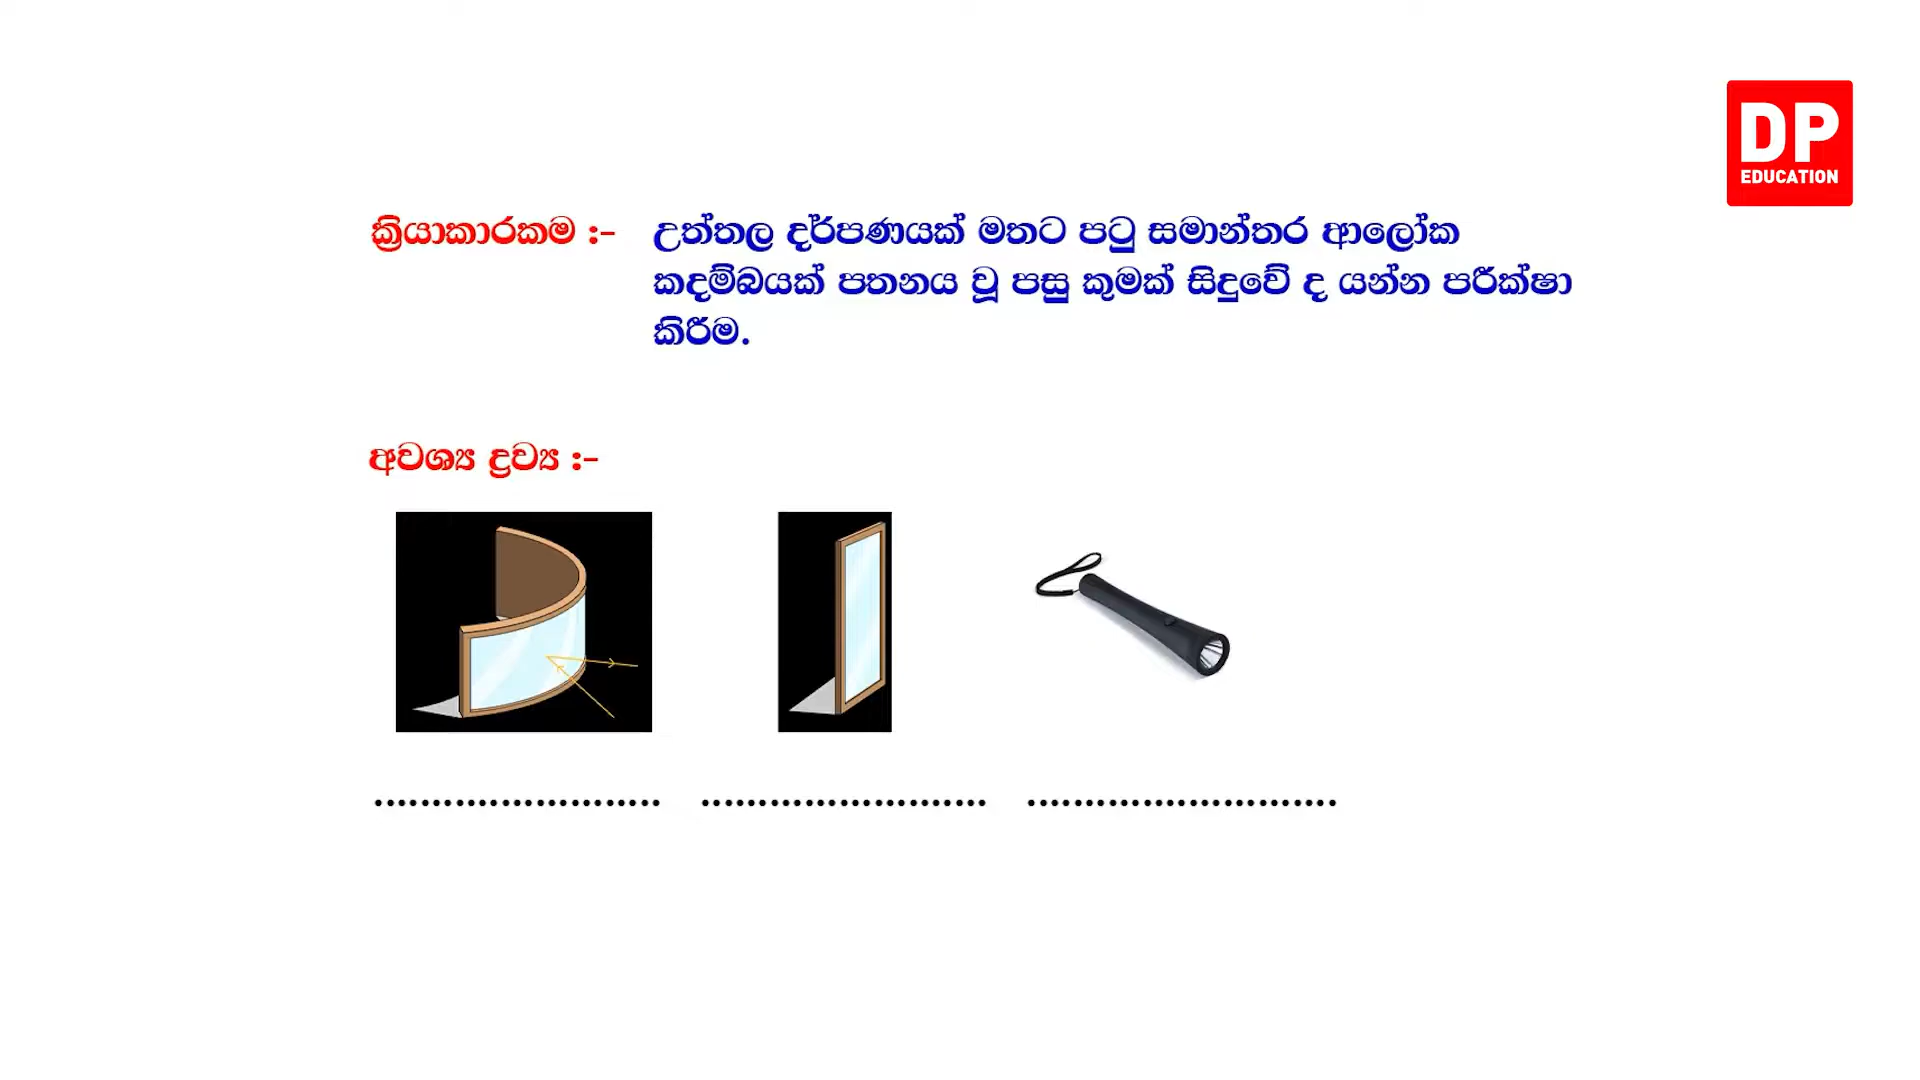 DP
EDUCATION
ක්‍රියාකාරකම :- උත්තල දර්පණයක් මතට පටු සමාන්තර ආලෝක
කදම්බයක් පතනය වූ පසු කුමක් සිදුවේ ද යන්න පරීක්ෂා
කිරීම.
අවශ්‍ය ද්‍රව්‍ය :-